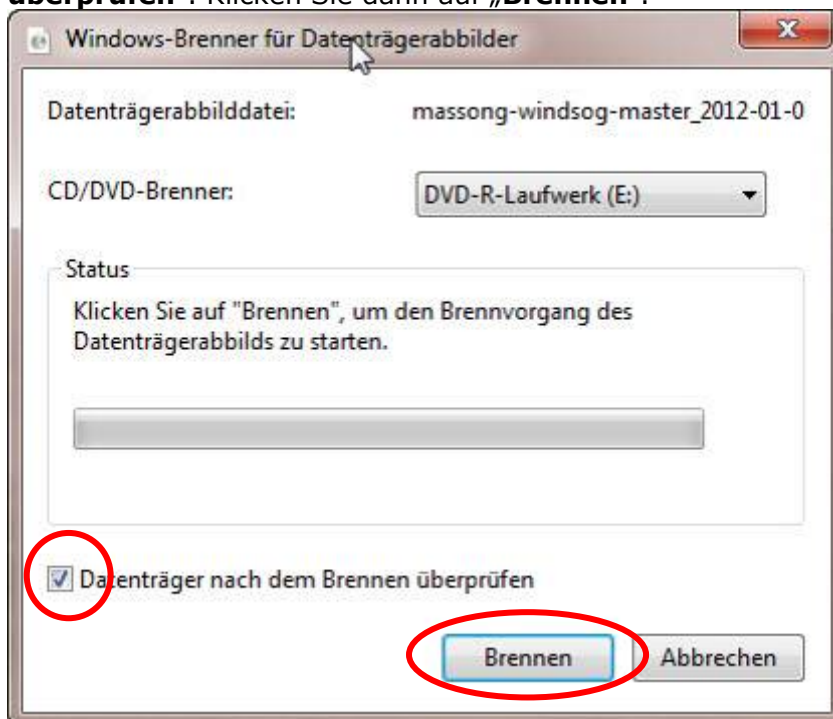 überprüfen“. Klicken Sie dann auf „Brennen“.
Windows-Brenner für Datenträgerabbilder
Datenträgerabbilddatei: massong-windsog-master_2012-01-0
CD/DVD-Brenner: DVD-R-Laufwerk (E:)
Status
Klicken Sie auf "Brennen", um den Brennvorgang des
Datenträgerabbilds zu starten.
Datenträger nach dem Brennen überprüfen
Brennen Abbrechen